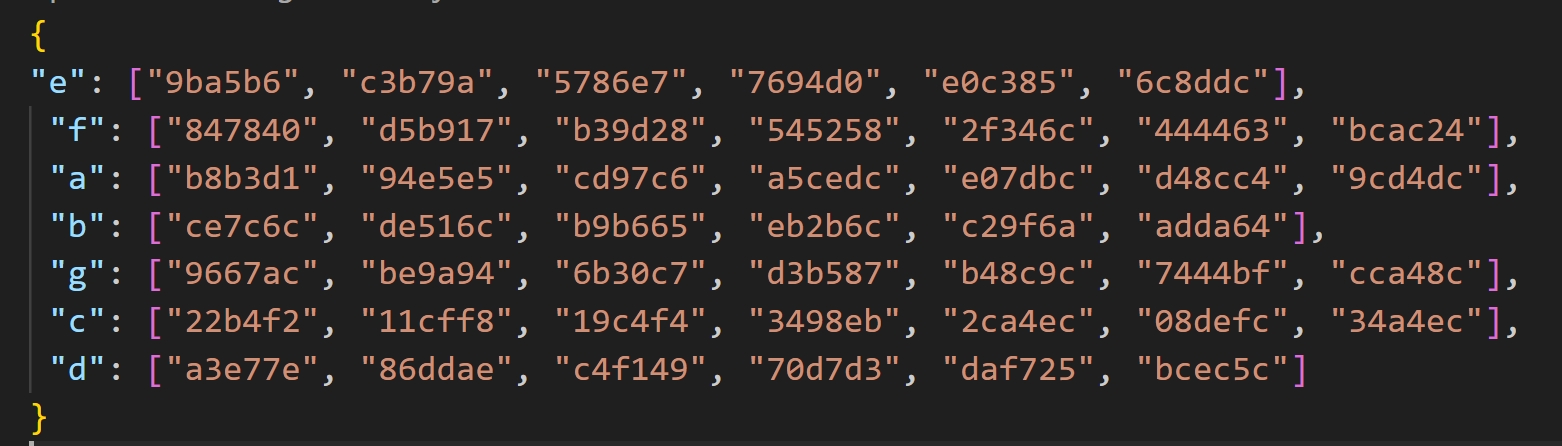 {
"e": ["9ba5b6", "c3b79a", "5786e7", "7694d0", "e0c385", "6c8ddc"],
"f": ["847840", "d5b917", "b39d28", "545258", "2f346c", "444463", "bcac24"],
"a": ["b8b3d1", "94e5e5", "cd97c6", "a5cedc", "e07dbc", "d48cc4", "9cd4dc"],
"b": ["ce7c6c", "de516c", "b9b665", "eb2b6c", "c29f6a", "adda64"],
"g": ["9667ac", "be9a94", "6b30c7", "d3b587", "b48c9c", "7444bf", "cca48c"],
"c": ["22b4f2", "11cff8", "19c4f4", "3498eb", "2ca4ec", "08defc", "34a4ec"],
"d": ["a3e77e", "86ddae", "c4f149", "70d7d3", "daf725", "bcec5c"]
}